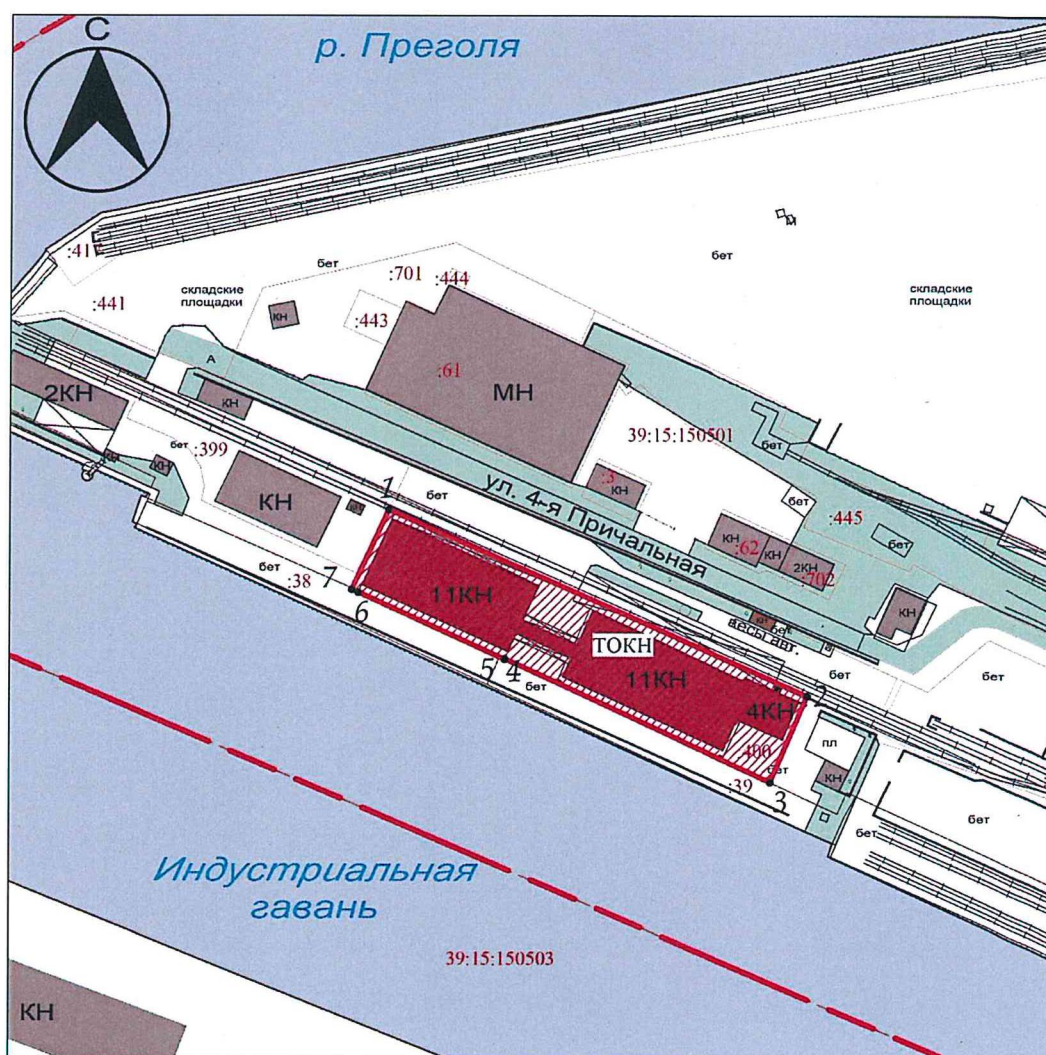 С
р. Преголя
:441
складские
площадки
бет
:701
:444
:443
КН
:61
МН
бет
складские
площадки
39:15:150501
А
КН
2КН
бет
:399
КН
КН
КН
1
бет
ул. 4-я Причальная
КН
бет
бет
:445
бет
КН
:62
КН
2КН
:702
КН
КН
бет
весы авт.
бет
бет
бет
:38
7
6
11КН
ТОКН
11КН
4КН
2
5
4
бет
400
бет
:39
3
пл
КН
бет
Индустриальная
гавань
39:15:150503
КН